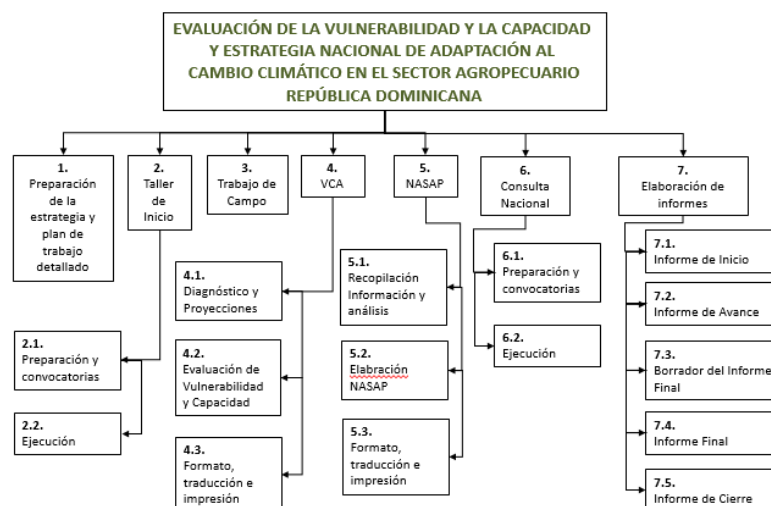 EVALUACIÓN DE LA VULNERABILIDAD Y LA CAPACIDAD
Y ESTRATEGIA NACIONAL DE ADAPTACIÓN AL
CAMBIO CLIMÁTICO EN EL SECTOR AGROPECUARIO
REPÚBLICA DOMINICANA
1.
Preparación
de la
estrategia y
plan de
trabajo
detallado
2.
Taller
de
Inicio
3.
Trabajo de
Campo
4.
VCA
5.
NASAP
6.
Consulta
Nacional
7.
Elaboración de
informes
2.1.
Preparación y
convocatorias
2.2.
Ejecución
4.1.
Diagnóstico y
Proyecciones
4.2.
Evaluación de
Vulnerabilidad
y Capacidad
4.3.
Formato,
traducción e
impresión
5.1.
Recopilación
Información y
análisis
5.2.
Elabración
NASAP
5.3.
Formato,
traducción e
impresión
6.1.
Preparación y
convocatorias
6.2.
Ejecución
7.1.
Informe de Inicio
7.2.
Informe de Avance
7.3.
Borrador del Informe
Final
7.4.
Informe Final
7.5.
Informe de Cierre